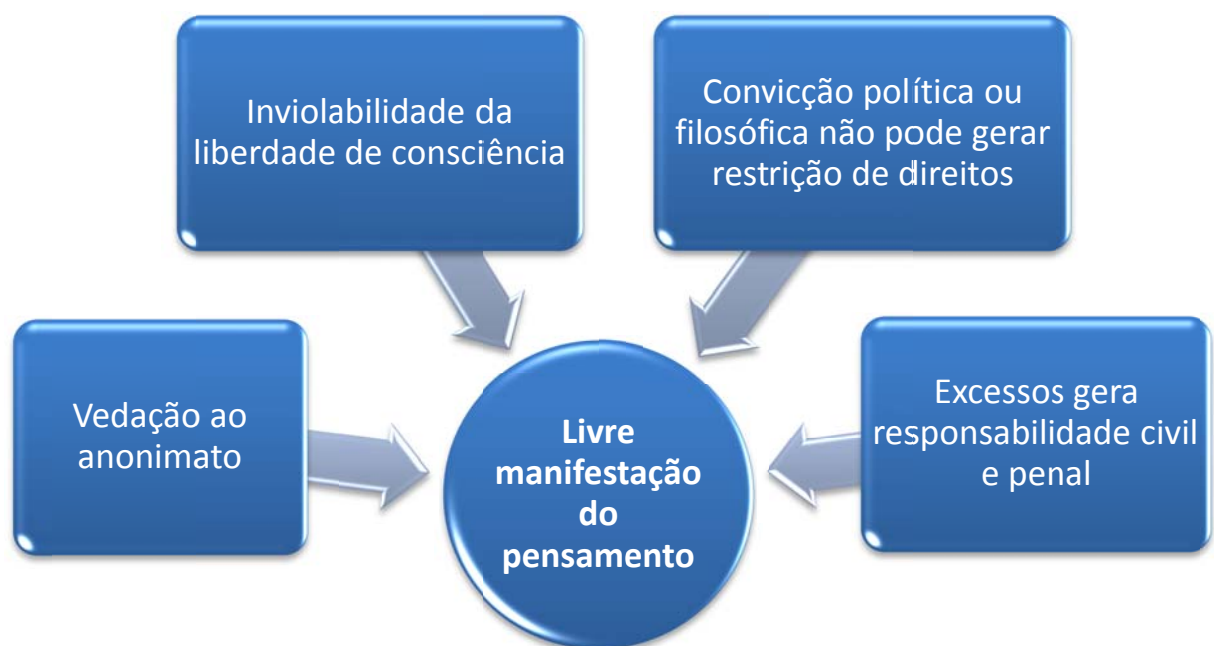 Inviolabilidade da
liberdade de consciência
Convicção política ou
filosófica não pode gerar
restrição de direitos
Vedação ao
anonimato
Livre
manifestação
do
pensamento
Excessos gera
responsabilidade civil
e penal